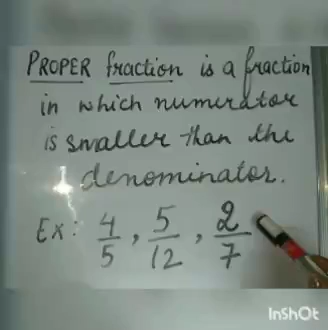 PROPER fraction is a fraction
in which numerator
is smaller than the
denominator.
Ex: 4/5, 5/12, 2/7
InShOt